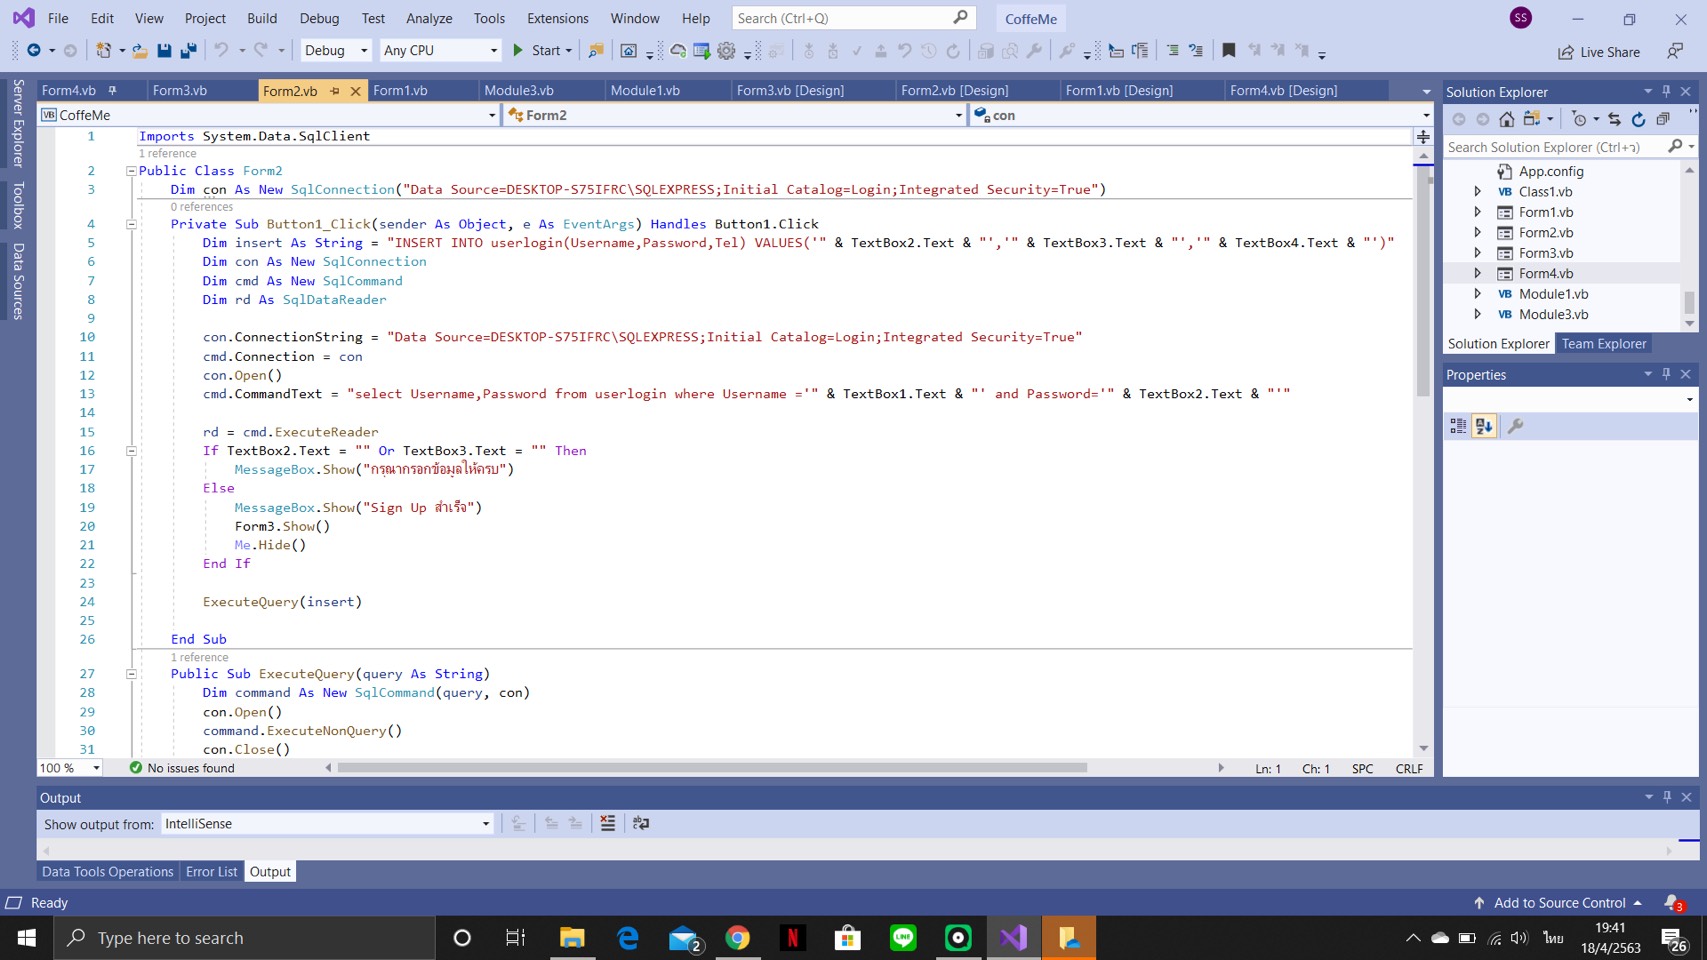 File Edit View Project Build Debug Test Analyze Tools Extensions Window Help Search (Ctrl+Q) CoffeMe SS
Debug Any CPU Start Live Share
Form4.vb Form3.vb Form2.vb Form1.vb Module3.vb Module1.vb Form3.vb [Design] Form2.vb [Design] Form1.vb [Design] Form4.vb [Design]
VB CoffeMe Form2 con
1 Imports System.Data.SqlClient
1 reference
2 Public Class Form2
3 Dim con As New SqlConnection("Data Source=DESKTOP-S75IFRC\SQLEXPRESS;Initial Catalog=Login;Integrated Security=True")
0 references
4 Private Sub Button1_Click(sender As Object, e As EventArgs) Handles Button1.Click
5 Dim insert As String = "INSERT INTO userlogin(Username,Password,Tel) VALUES('" & TextBox2.Text & "','" & TextBox3.Text & "','" & TextBox4.Text & "')"
6 Dim con As New SqlConnection
7 Dim cmd As New SqlCommand
8 Dim rd As SqlDataReader
9
10 con.ConnectionString = "Data Source=DESKTOP-S75IFRC\SQLEXPRESS;Initial Catalog=Login;Integrated Security=True"
11 cmd.Connection = con
12 con.Open()
13 cmd.CommandText = "select Username,Password from userlogin where Username ='" & TextBox1.Text & "' and Password='" & TextBox2.Text & "'"
14
15 rd = cmd.ExecuteReader
16 If TextBox2.Text = "" Or TextBox3.Text = "" Then
17 MessageBox.Show("กรุณากรอกข้อมูลให้ครบ")
18 Else
19 MessageBox.Show("Sign Up สำเร็จ")
20 Form3.Show()
21 Me.Hide()
22 End If
23
24 ExecuteQuery(insert)
25
26 End Sub
1 reference
27 Public Sub ExecuteQuery(query As String)
28 Dim command As New SqlCommand(query, con)
29 con.Open()
30 command.ExecuteNonQuery()
31 con.Close()
100 % No issues found Ln: 1 Ch: 1 SPC CRLF
Server Explorer
Toolbox
Data Sources
Solution Explorer
Search Solution Explorer (Ctrl+ว)
App.config
VB Class1.vb
Form1.vb
Form2.vb
Form3.vb
Form4.vb
VB Module1.vb
VB Module3.vb
Solution Explorer Team Explorer
Properties
Output
Show output from: IntelliSense
Data Tools Operations Error List Output
Ready Add to Source Control 3
Type here to search 2 N LINE ไทย 19:41 18/4/2563 26